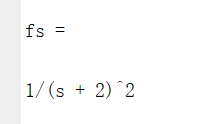 fs =
1/(s + 2)^2